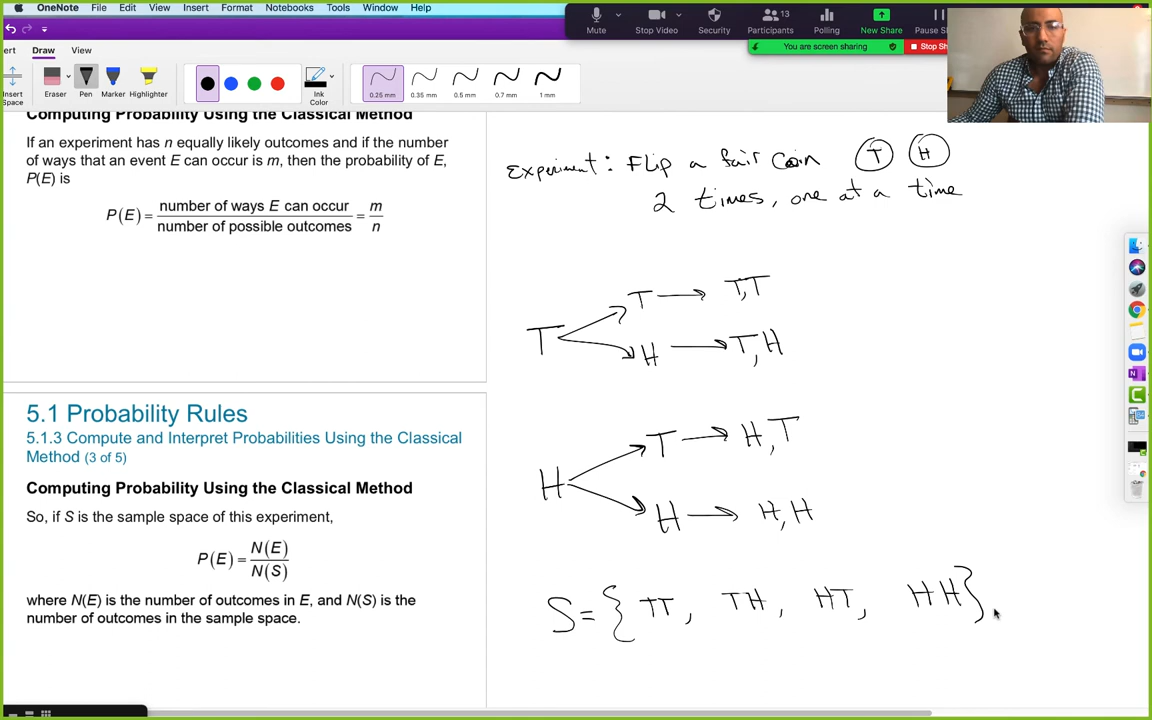 OneNote File Edit View Insert Format Notebooks Tools Window Help
Mute Stop Video Security Participants 13 Polling New Share Pause Sh
You are screen sharing Stop Sh
ert Draw View
Insert Space Eraser Pen Marker Highlighter Ink Color 0.25 mm 0.35 mm 0.5 mm 0.7 mm 1 mm
Computing Probability Using the Classical Method
If an experiment has n equally likely outcomes and if the number
of ways that an event E can occur is m, then the probability of E,
P(E) is
P(E) = number of ways E can occur / number of possible outcomes = m / n
5.1 Probability Rules
5.1.3 Compute and Interpret Probabilities Using the Classical
Method (3 of 5)
Computing Probability Using the Classical Method
So, if S is the sample space of this experiment,
P(E) = N(E) / N(S)
where N(E) is the number of outcomes in E, and N(S) is the
number of outcomes in the sample space.
Experiment: Flip a fair Coin T H
2 times, one at a time
T → T,T
T
H → T,H
T → H,T
H
H → H,H
S={ TT, TH, HT, HH}